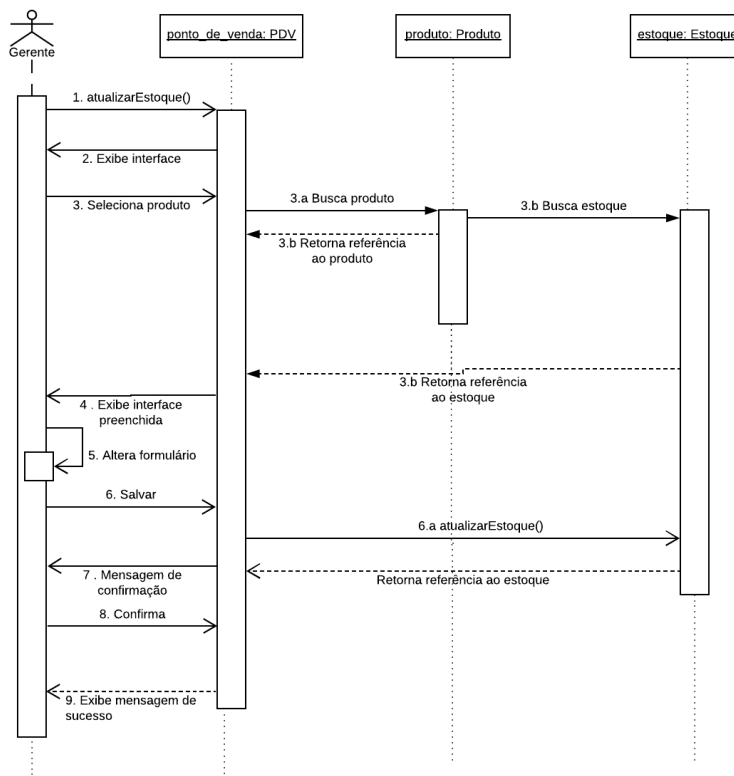 Gerente
ponto_de_venda: PDV
produto: Produto
estoque: Estoque
1. atualizarEstoque()
2. Exibe interface
3. Seleciona produto
3.a Busca produto
3.b Busca estoque
3.b Retorna referência
ao produto
3.b Retorna referência
ao estoque
4 . Exibe interface
preenchida
5. Altera formulário
6. Salvar
6.a atualizarEstoque()
7 . Mensagem de
confirmação
Retorna referência ao estoque
8. Confirma
9. Exibe mensagem de
sucesso